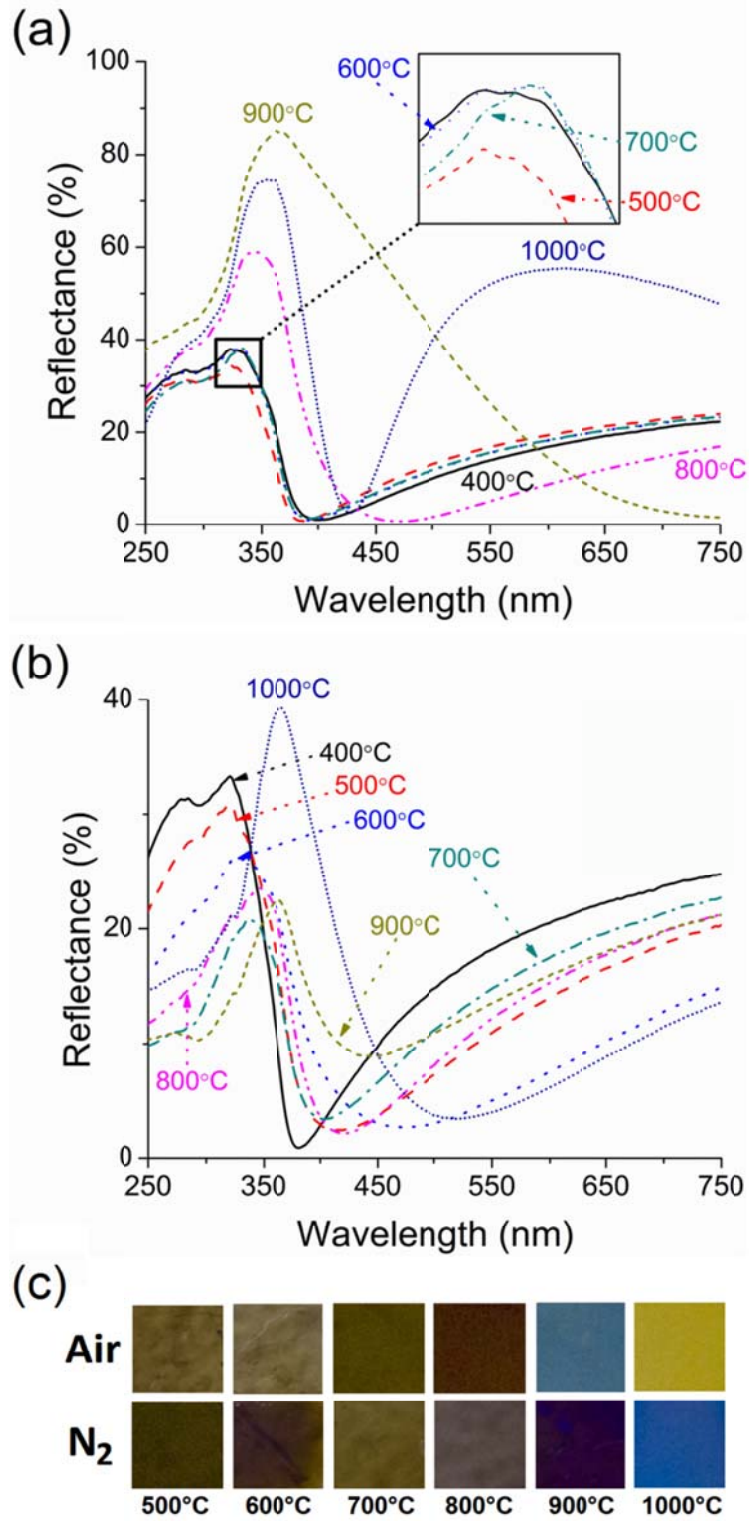 (a)
100
80
60
40
20
0
Reflectance (%)
900°C
600°C
700°C
500°C
1000°C
400°C
800°C
250 350 450 550 650 750
Wavelength (nm)
(b)
40
20
0
Reflectance (%)
1000°C
400°C
500°C
600°C
700°C
900°C
800°C
250 350 450 550 650 750
Wavelength (nm)
(c)
Air
N₂
500°C 600°C 700°C 800°C 900°C 1000°C